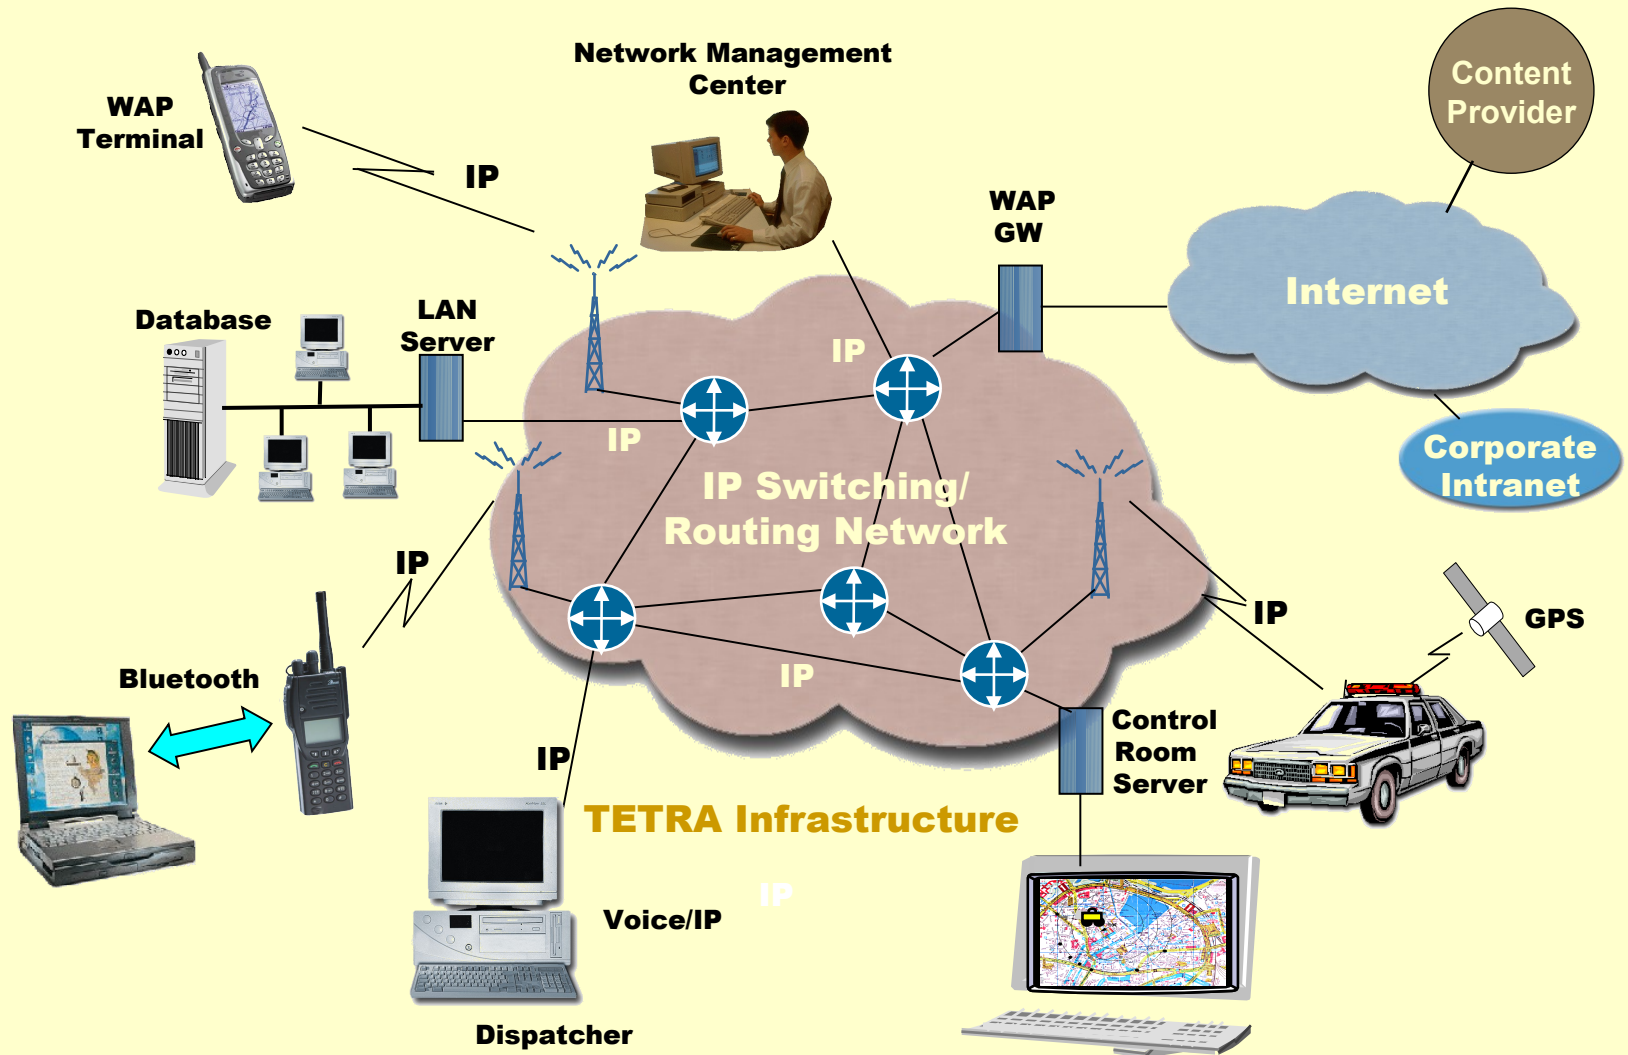 Network Management
Center
Content
Provider
WAP
Terminal
IP
WAP
GW
Internet
Database
LAN
Server
IP
IP
Corporate
Intranet
IP Switching/
Routing Network
IP
IP
GPS
Bluetooth
IP
Control
Room
Server
IP
TETRA Infrastructure
IP
Voice/IP
Dispatcher